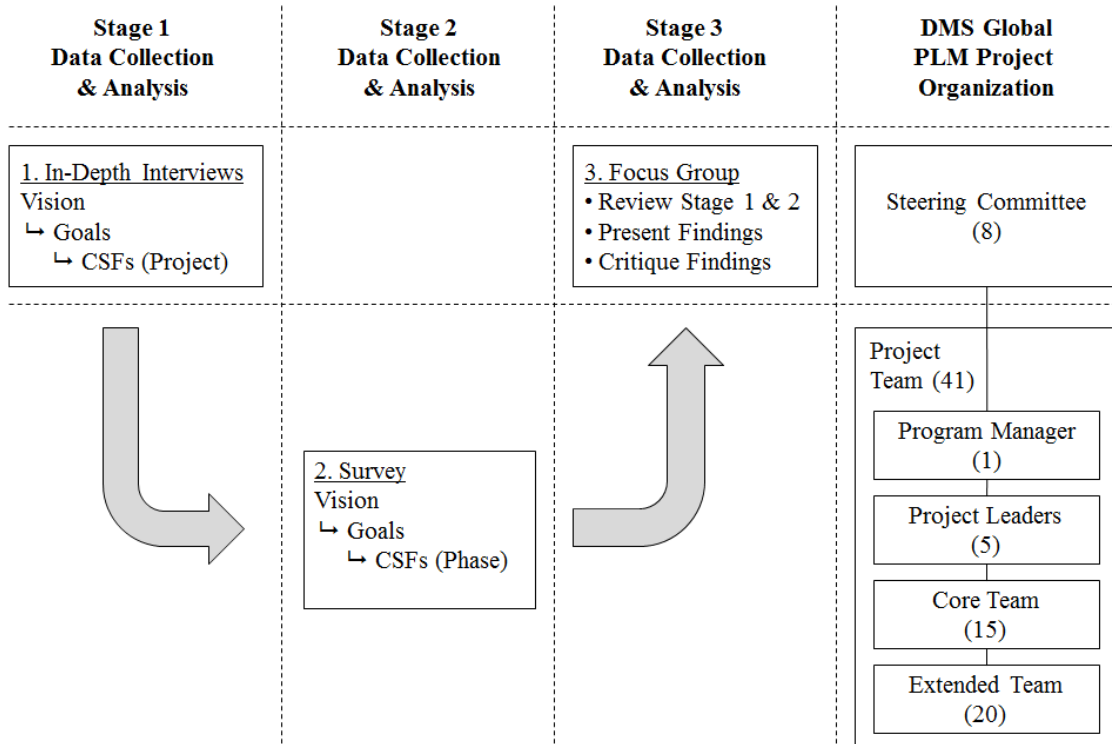 Stage 1
Data Collection
& Analysis
Stage 2
Data Collection
& Analysis
Stage 3
Data Collection
& Analysis
DMS Global
PLM Project
Organization
1. In-Depth Interviews
Vision
↳ Goals
↳ CSFs (Project)
3. Focus Group
• Review Stage 1 & 2
• Present Findings
• Critique Findings
Steering Committee
(8)
2. Survey
Vision
↳ Goals
↳ CSFs (Phase)
Project
Team (41)
Program Manager
(1)
Project Leaders
(5)
Core Team
(15)
Extended Team
(20)